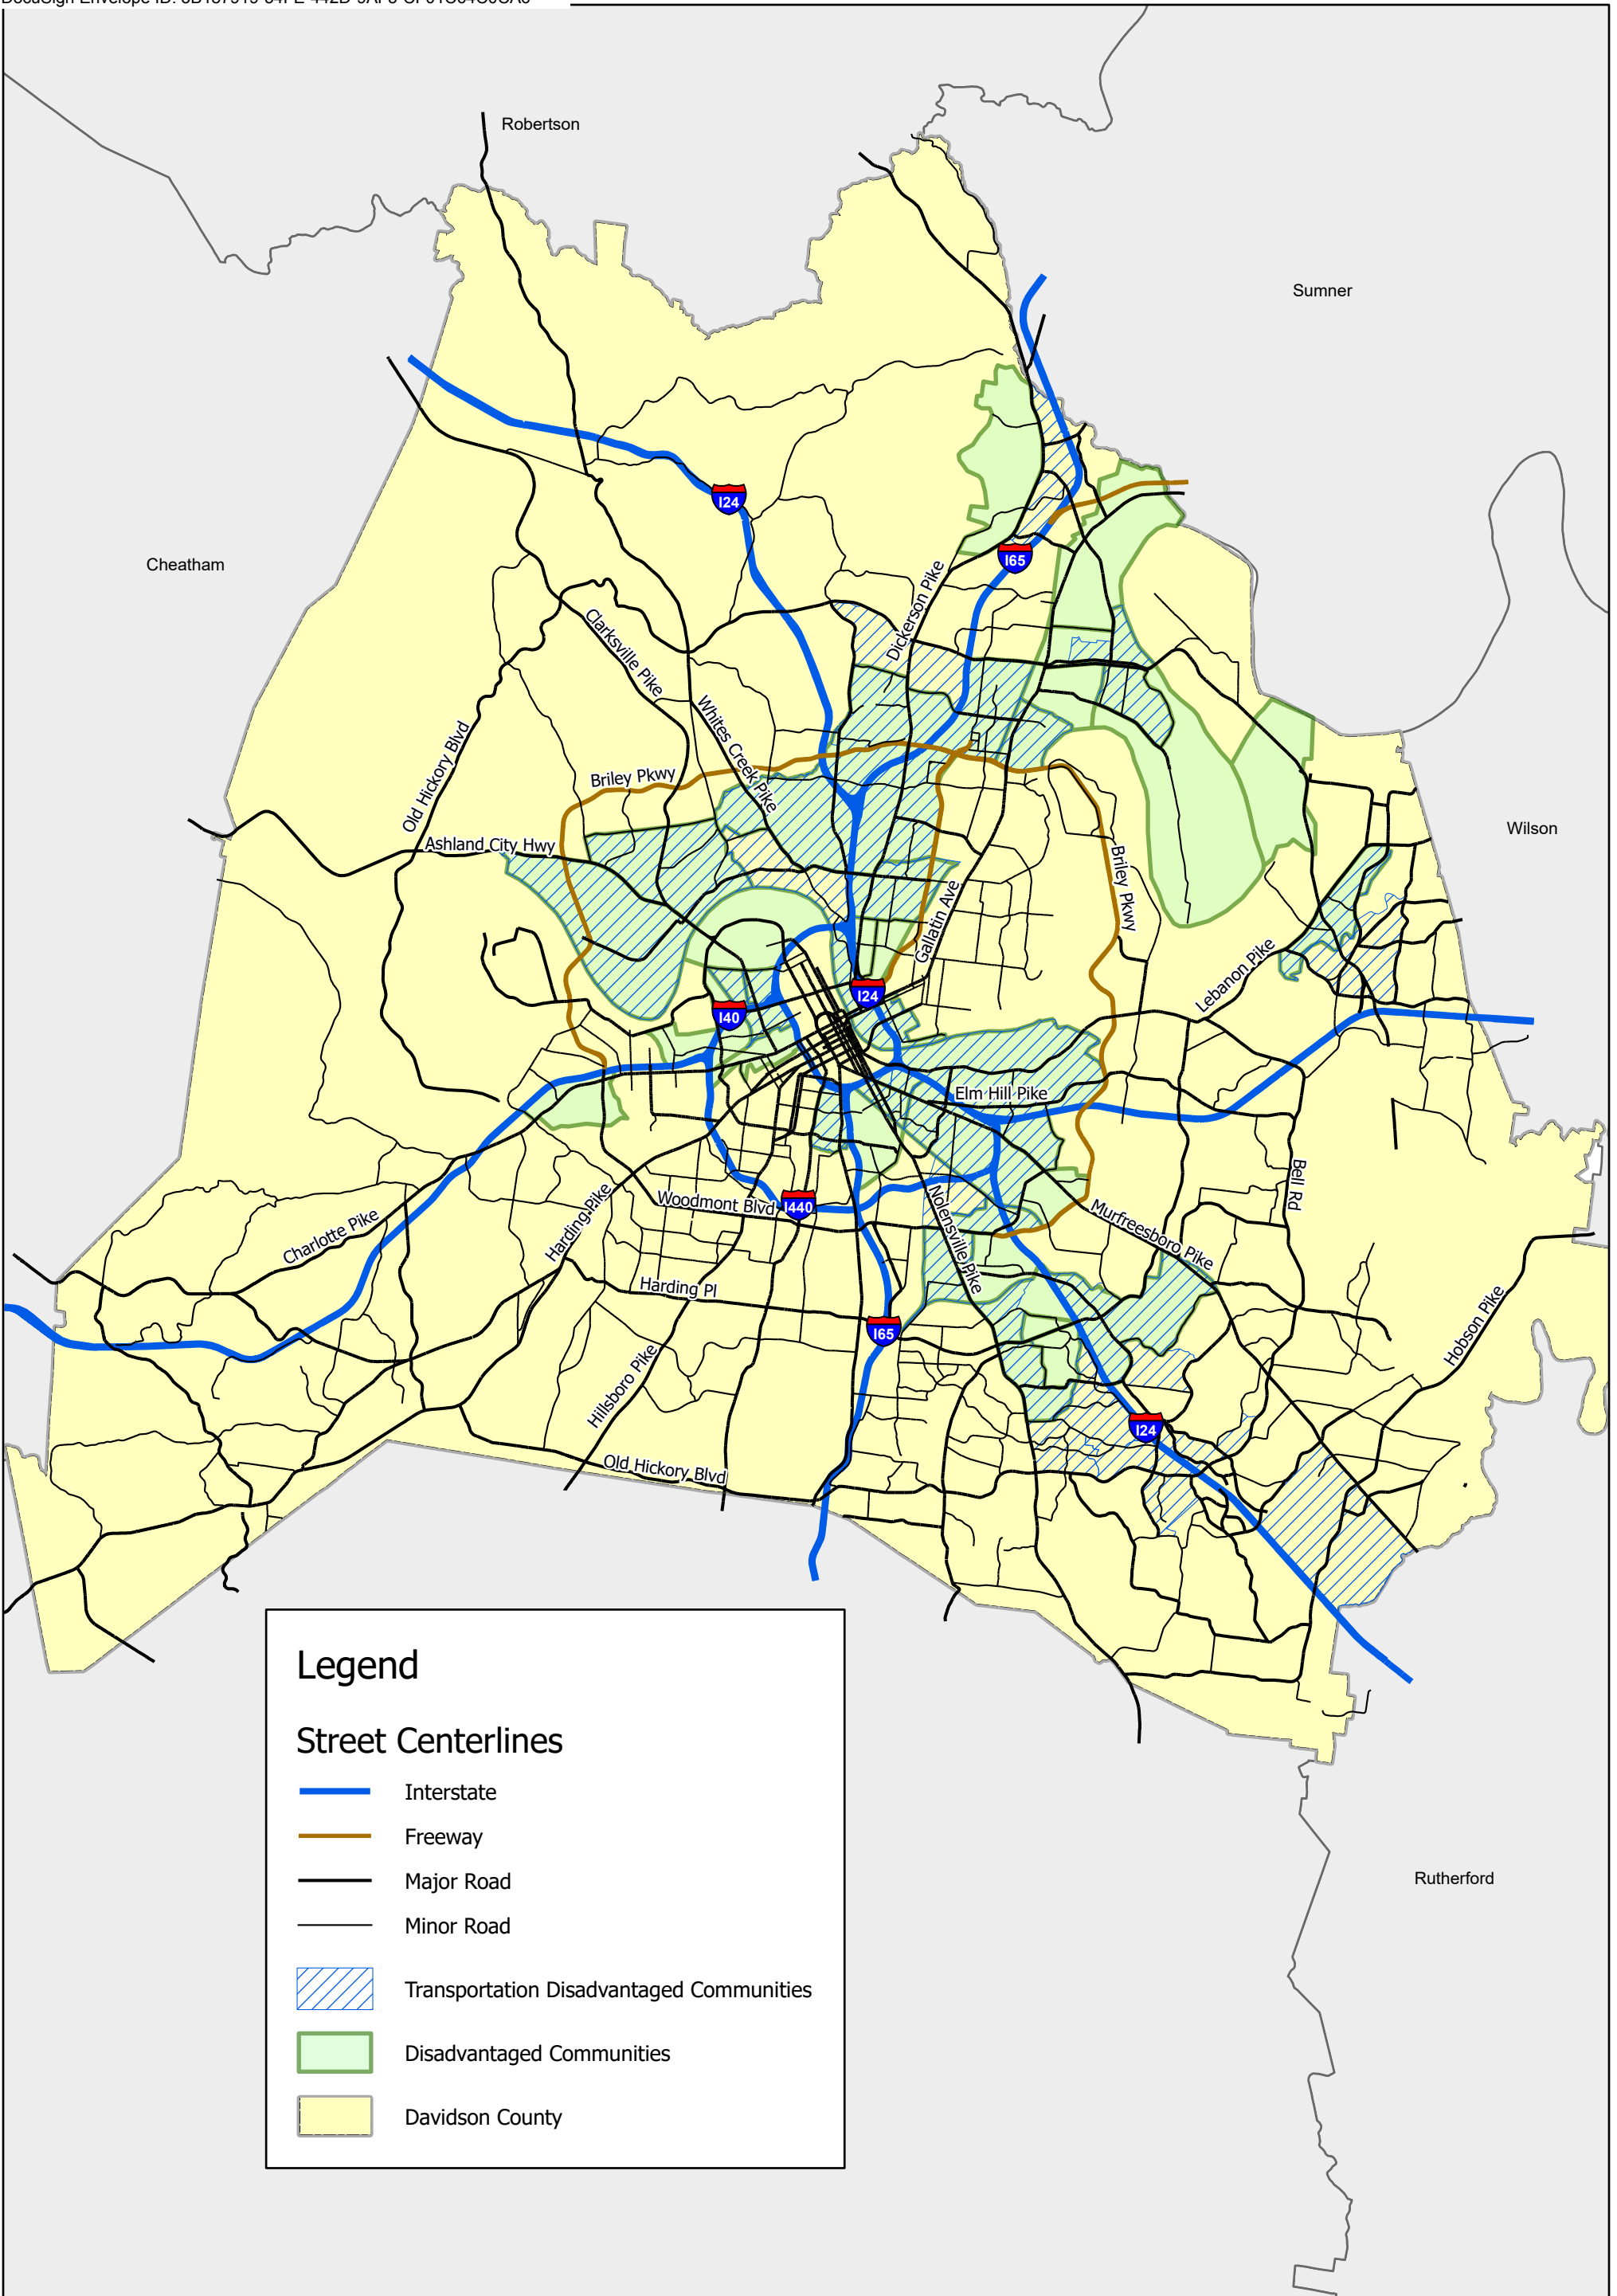 Robertson
Sumner
I24
Cheatham
I65
Dickerson Pike
Clarksville Pike
Whites Creek Pike
Old Hickory Blvd
Briley Pkwy
Wilson
Ashland City Hwy
Briley Pkwy
Gallatin Ave
Lebanon Pike
I24
I40
Elm Hill Pike
Bell Rd
Woodmont Blvd
I440
Nolensville Pike
Murfreesboro Pike
Harding Pike
Charlotte Pike
Harding Pl
I65
Hobson Pike
Hillsboro Pike
I24
Old Hickory Blvd
Legend
Street Centerlines
Interstate
Freeway
Major Road
Minor Road
Transportation Disadvantaged Communities
Disadvantaged Communities
Davidson County
Rutherford